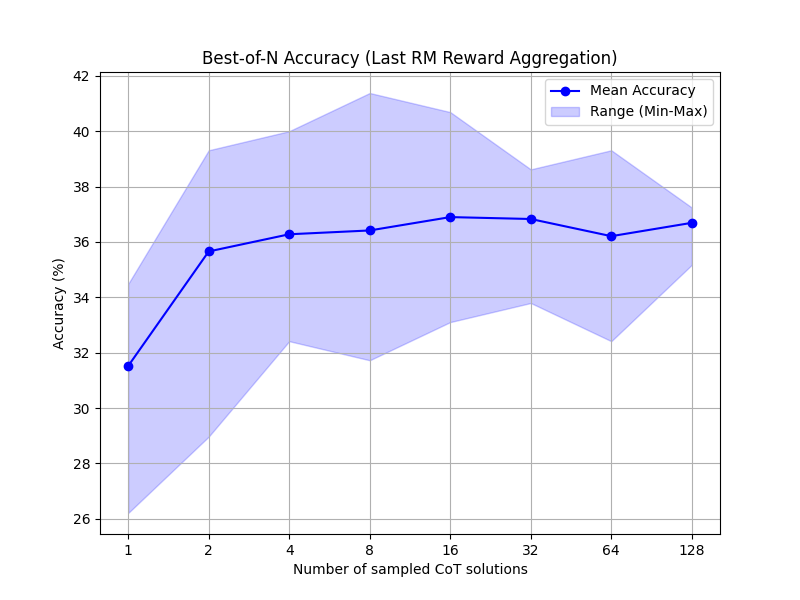 Best-of-N Accuracy (Last RM Reward Aggregation)
Mean Accuracy
Range (Min-Max)
Accuracy (%)
42
40
38
36
34
32
30
28
26
1 2 4 8 16 32 64 128
Number of sampled CoT solutions